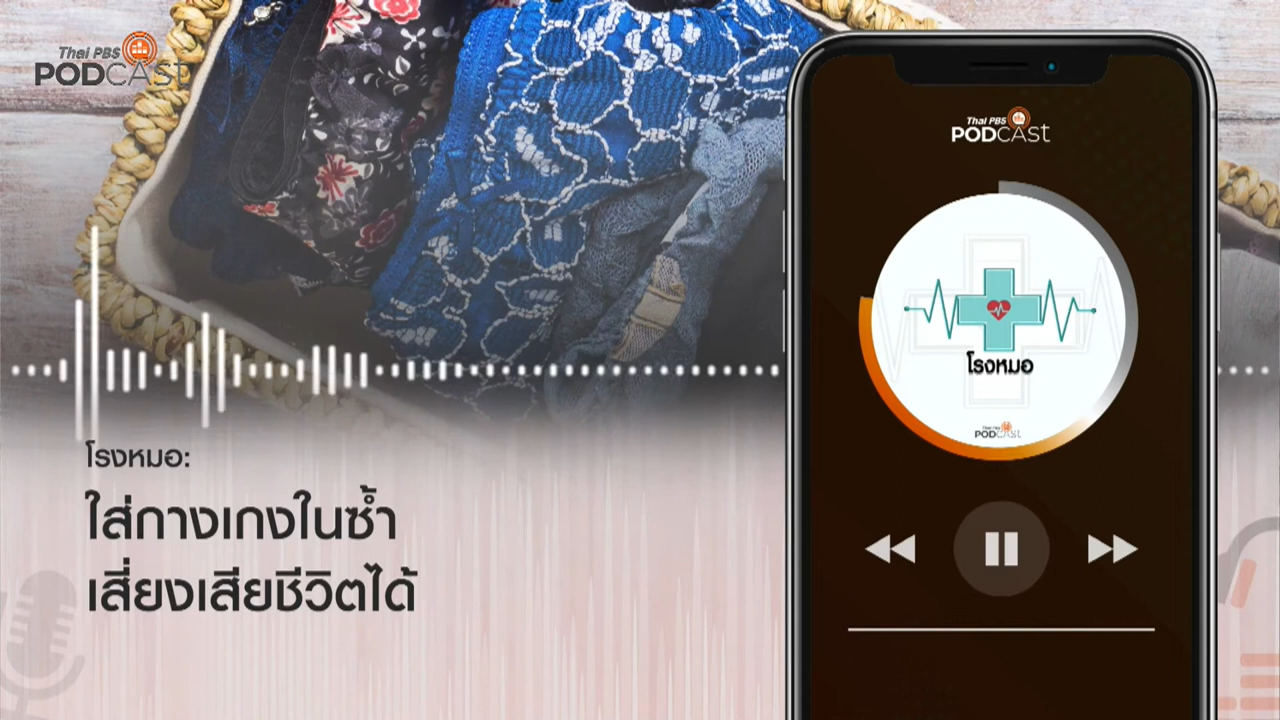 Thai PBS
PODCAST
Thai PBS
PODCAST
โรงหมอ
Thai PBS
PODCAST
โรงหมอ:
ใส่กางเกงในซ้ำ
เสี่ยงเสียชีวิตได้